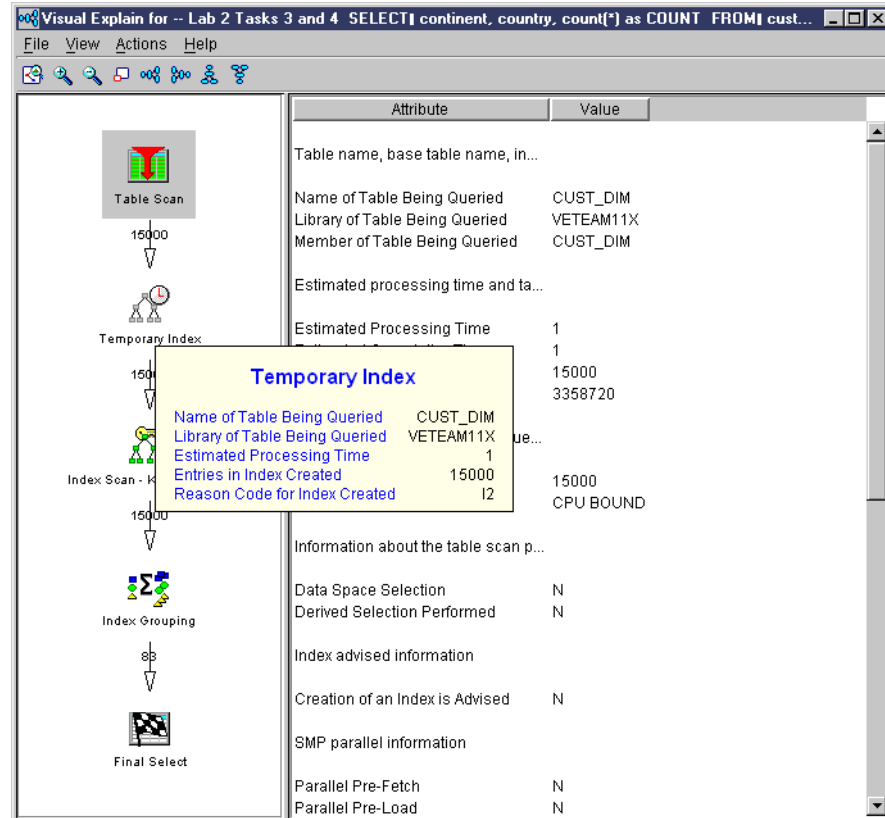 Visual Explain for -- Lab 2 Tasks 3 and 4 SELECT| continent, country, count(*) as COUNT FROM| cust...
File View Actions Help
Attribute Value
Table Scan
15000
Temporary Index
Index Scan - K
15000
Index Grouping
83
Final Select
Table name, base table name, in...
Name of Table Being Queried CUST_DIM
Library of Table Being Queried VETEAM11X
Member of Table Being Queried CUST_DIM
Estimated processing time and ta...
Estimated Processing Time 1
1
15000
3358720
ue...
15000
CPU BOUND
Information about the table scan p...
Data Space Selection N
Derived Selection Performed N
Index advised information
Creation of an Index is Advised N
SMP parallel information
Parallel Pre-Fetch N
Parallel Pre-Load N
Temporary Index
Name of Table Being Queried CUST_DIM
Library of Table Being Queried VETEAM11X
Estimated Processing Time 1
Entries in Index Created 15000
Reason Code for Index Created I2